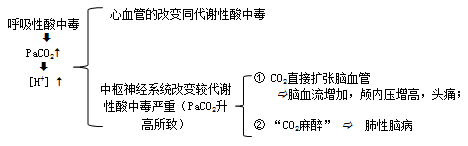 呼吸性酸中毒
PaCO₂↑
[H⁺] ↑
心血管的改变同代谢性酸中毒
中枢神经系统改变较代谢
性酸中毒严重（PaCO₂升
高所致）
① CO₂直接扩张脑血管
⇨脑血流增加，颅内压增高，头痛；
② “CO₂麻醉” ⇨ 肺性脑病